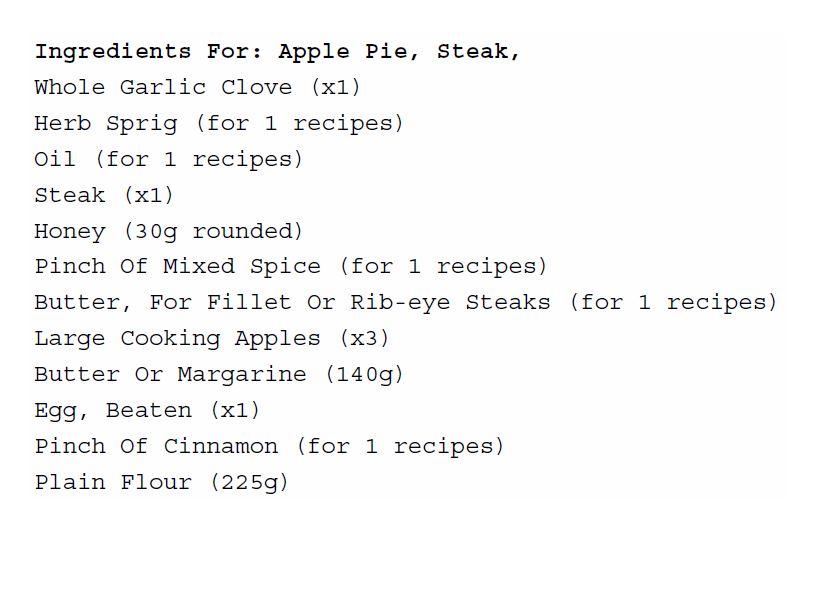 Ingredients For: Apple Pie, Steak,
Whole Garlic Clove (x1)
Herb Sprig (for 1 recipes)
Oil (for 1 recipes)
Steak (x1)
Honey (30g rounded)
Pinch Of Mixed Spice (for 1 recipes)
Butter, For Fillet Or Rib-eye Steaks (for 1 recipes)
Large Cooking Apples (x3)
Butter Or Margarine (140g)
Egg, Beaten (x1)
Pinch Of Cinnamon (for 1 recipes)
Plain Flour (225g)